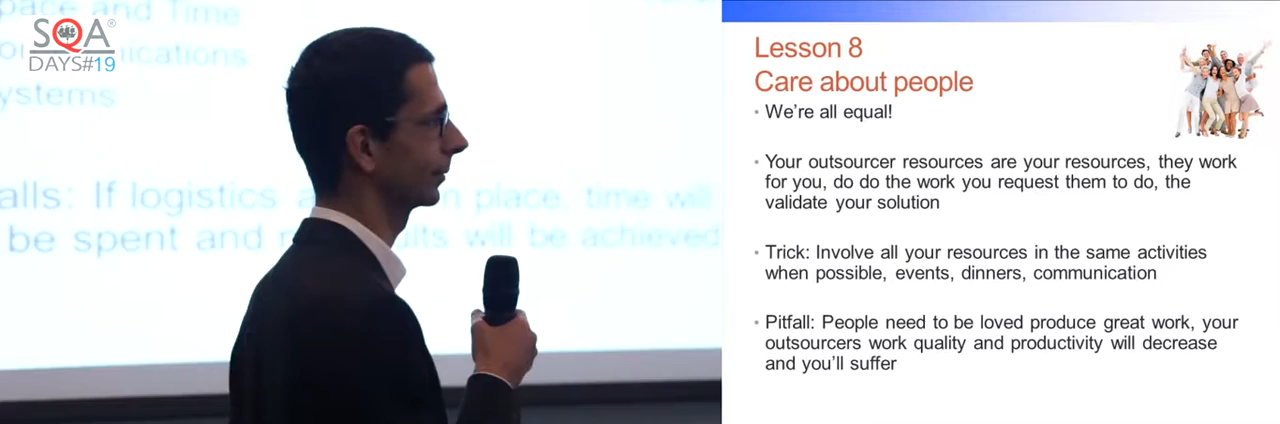 pace and Time
SQA®
DAYS#19
ications
ystems
alls: If logistics a n place, time will
be spent and lts will be achieved
Lesson 8
Care about people
• We're all equal!
• Your outsourcer resources are your resources, they work
for you, do do the work you request them to do, the
validate your solution
• Trick: Involve all your resources in the same activities
when possible, events, dinners, communication
• Pitfall: People need to be loved produce great work, your
outsourcers work quality and productivity will decrease
and you'll suffer